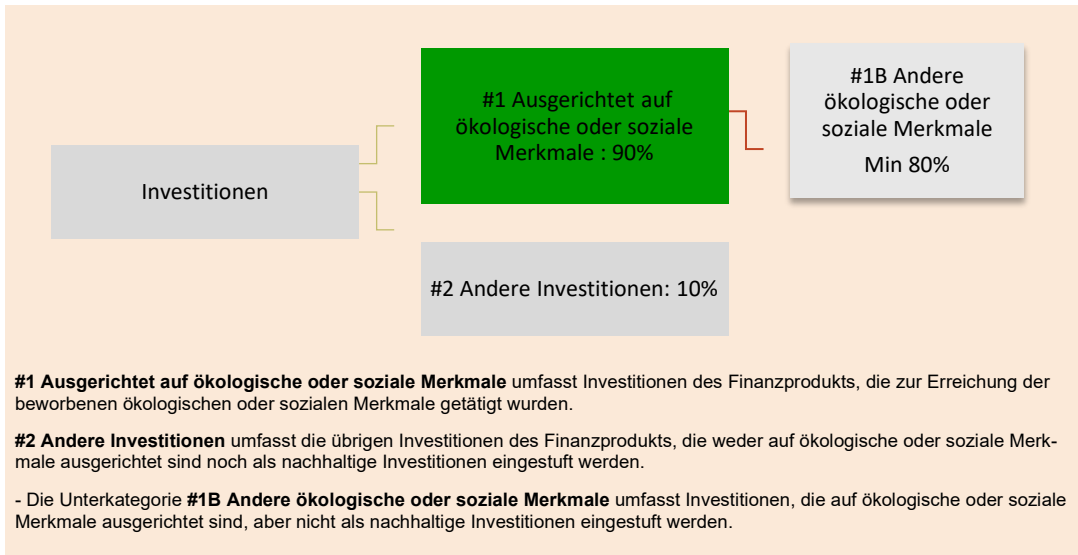 Investitionen
#1 Ausgerichtet auf
ökologische oder soziale
Merkmale : 90%
#1B Andere
ökologische oder
soziale Merkmale
Min 80%
#2 Andere Investitionen: 10%
#1 Ausgerichtet auf ökologische oder soziale Merkmale umfasst Investitionen des Finanzprodukts, die zur Erreichung der
beworbenen ökologischen oder sozialen Merkmale getätigt wurden.
#2 Andere Investitionen umfasst die übrigen Investitionen des Finanzprodukts, die weder auf ökologische oder soziale Merk-
male ausgerichtet sind noch als nachhaltige Investitionen eingestuft werden.
- Die Unterkategorie #1B Andere ökologische oder soziale Merkmale umfasst Investitionen, die auf ökologische oder soziale
Merkmale ausgerichtet sind, aber nicht als nachhaltige Investitionen eingestuft werden.